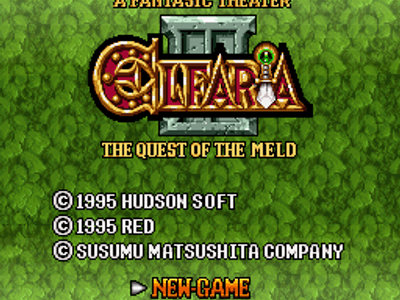 A FANTASIC THEATER
ELFARIA
II
THE QUEST OF THE MELD
© 1995 HUDSON SOFT
© 1995 RED
© SUSUMU MATSUSHITA COMPANY
NEW-GAME